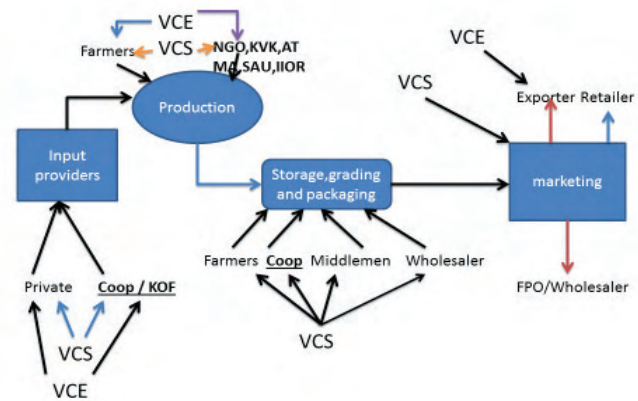 VCE
Farmers VCS NGO,KVK,AT
MA,SAU,IIOR
VCE
Production
VCS
Exporter Retailer
Input
providers
Storage,grading
and packaging
marketing
Farmers Coop Middlemen Wholesaler
Private Coop / KOF
FPO/Wholesaler
VCS
VCS
VCE